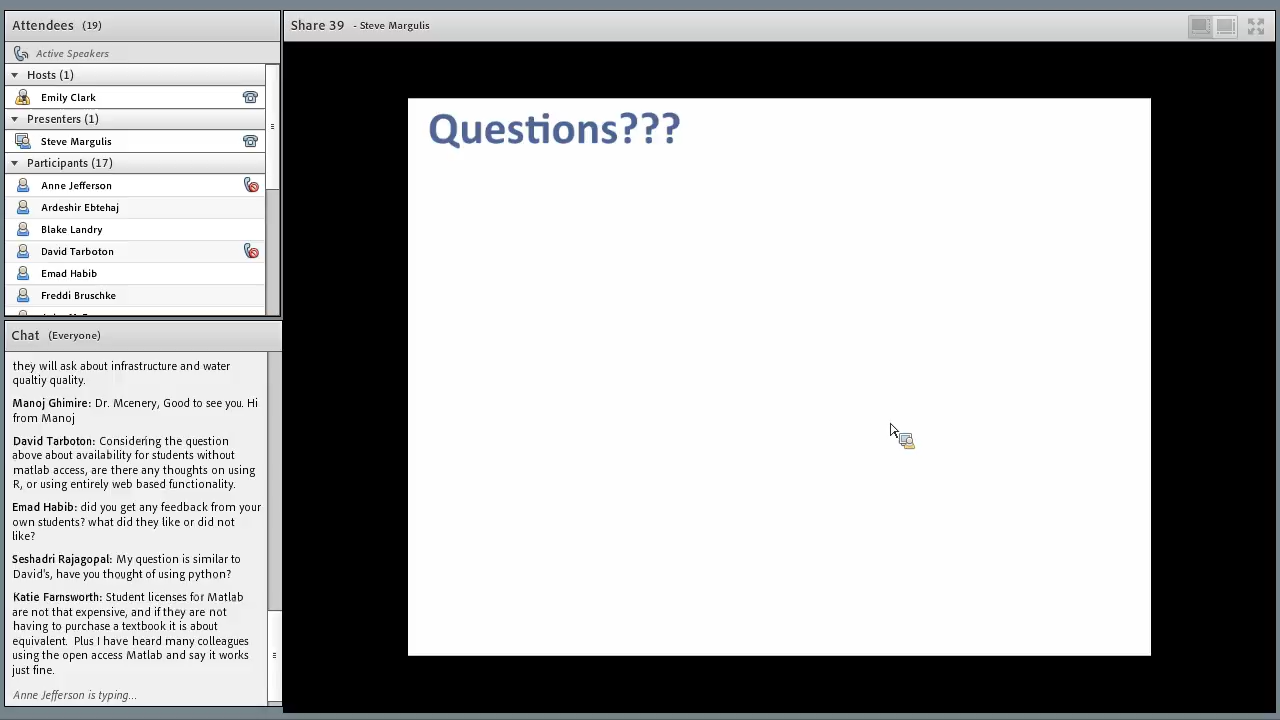 Attendees (19)
Active Speakers
Hosts (1)
Emily Clark
Presenters (1)
Steve Margulis
Participants (17)
Anne Jefferson
Ardeshir Ebtehaj
Blake Landry
David Tarboton
Emad Habib
Freddi Bruschke
Chat (Everyone)
they will ask about infrastructure and water
qualtiy quality.
Manoj Ghimire: Dr. Mcenery, Good to see you. Hi
from Manoj
David Tarboton: Considering the question
above about availability for students without
matlab access, are there any thoughts on using
R, or using entirely web based functionality.
Emad Habib: did you get any feedback from your
own students? what did they like or did not
like?
Seshadri Rajagopal: My question is similar to
David's, have you thought of using python?
Katie Farnsworth: Student licenses for Matlab
are not that expensive, and if they are not
having to purchase a textbook it is about
equivalent. Plus I have heard many colleagues
using the open access Matlab and say it works
just fine.
Anne Jefferson is typing...
Share 39 - Steve Margulis
Questions???